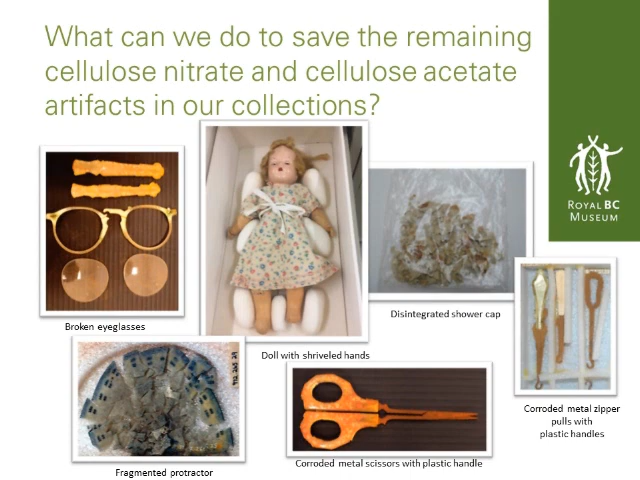 What can we do to save the remaining
cellulose nitrate and cellulose acetate
artifacts in our collections?
ROYAL BC
MUSEUM
Broken eyeglasses
Doll with shriveled hands
Disintegrated shower cap
Corroded metal zipper
pulls with
plastic handles
Fragmented protractor
Corroded metal scissors with plastic handle